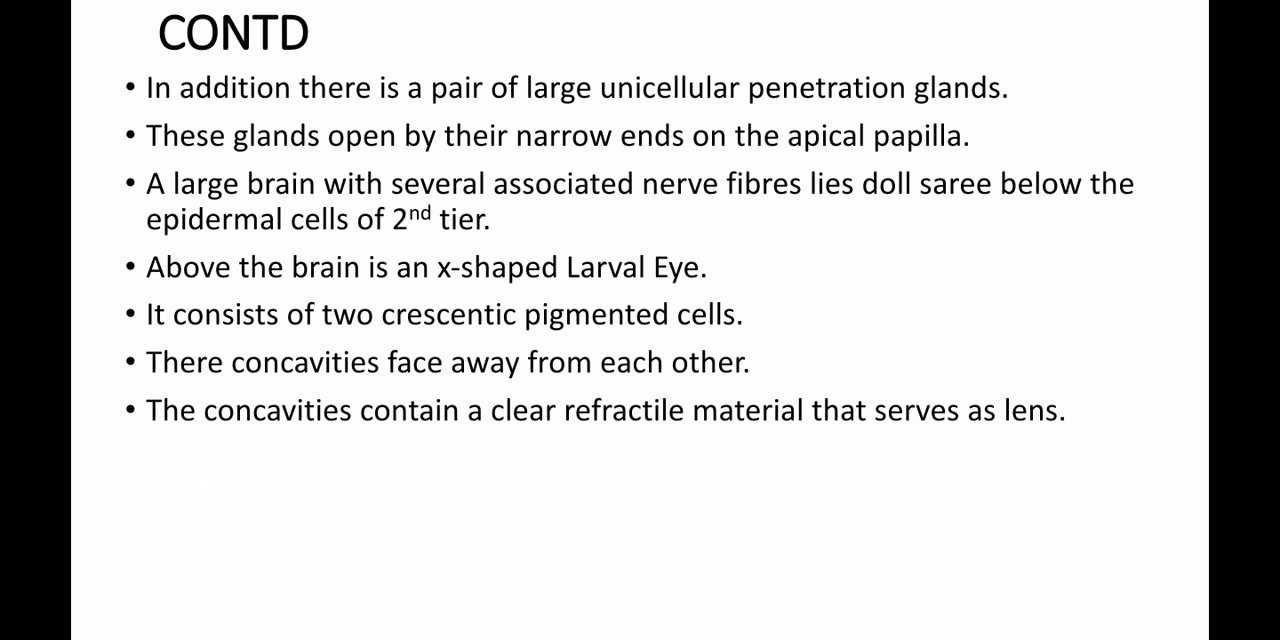 CONTD
• In addition there is a pair of large unicellular penetration glands.
• These glands open by their narrow ends on the apical papilla.
• A large brain with several associated nerve fibres lies doll saree below the
epidermal cells of 2nd tier.
• Above the brain is an x-shaped Larval Eye.
• It consists of two crescentic pigmented cells.
• There concavities face away from each other.
• The concavities contain a clear refractile material that serves as lens.